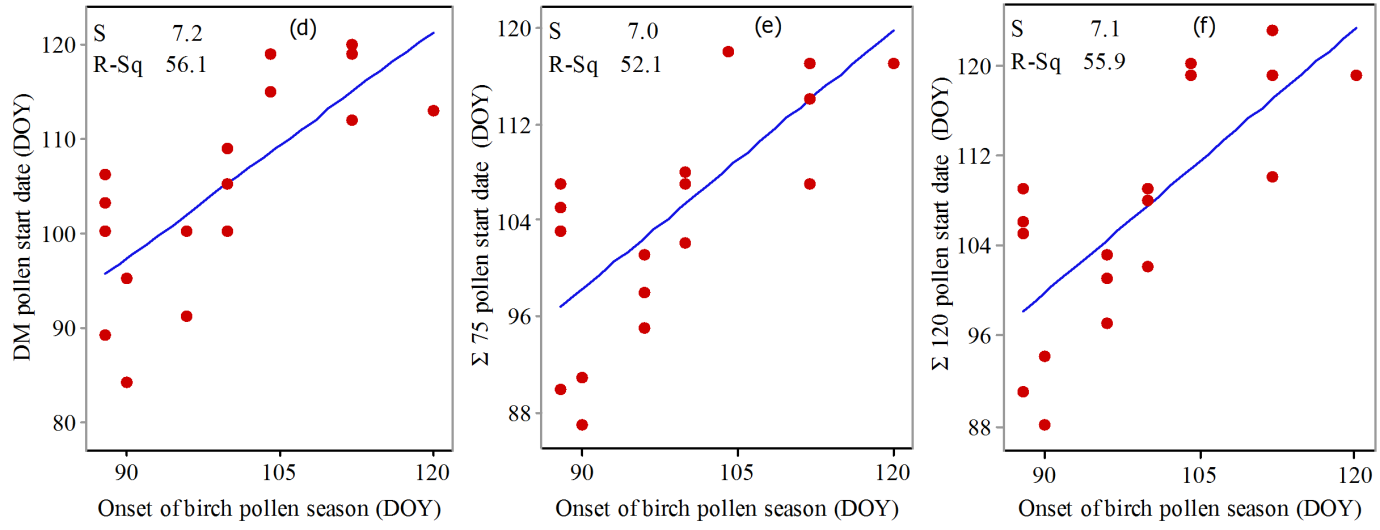 S 7.2 (d)
R-Sq 56.1
120
110
100
90
80
DM pollen start date (DOY)
90 105 120
Onset of birch pollen season (DOY)
S 7.0 (e)
R-Sq 52.1
120
112
104
96
88
Σ 75 pollen start date (DOY)
90 105 120
Onset of birch pollen season (DOY)
S 7.1 (f)
R-Sq 55.9
120
112
104
96
88
Σ 120 pollen start date (DOY)
90 105 120
Onset of birch pollen season (DOY)